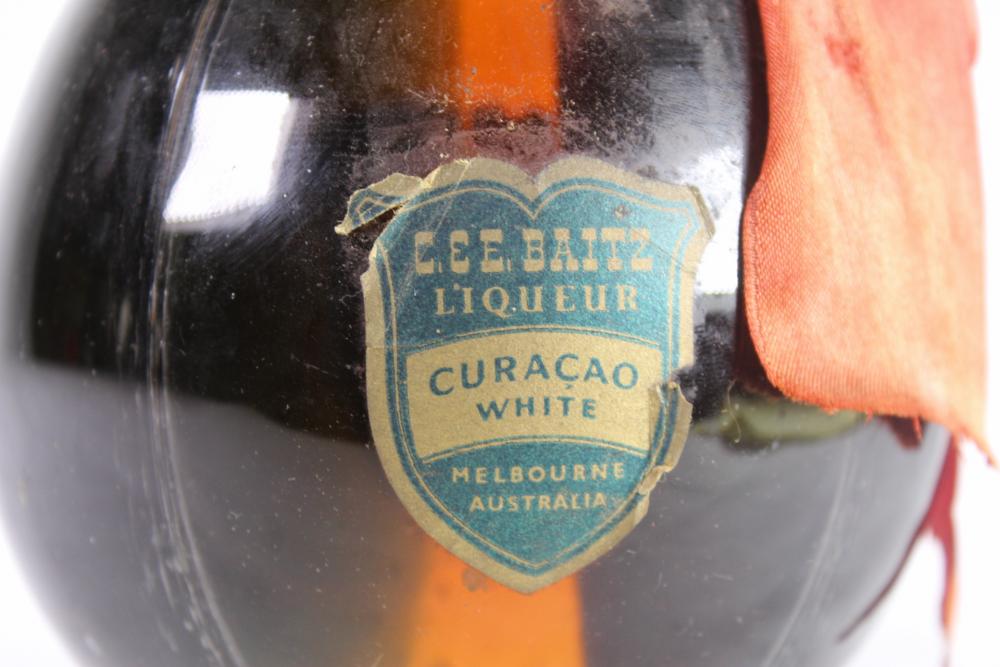 C.E E. BAITZ
LIQUEUR
CURAÇAO
WHITE
MELBOURNE
AUSTRALIA